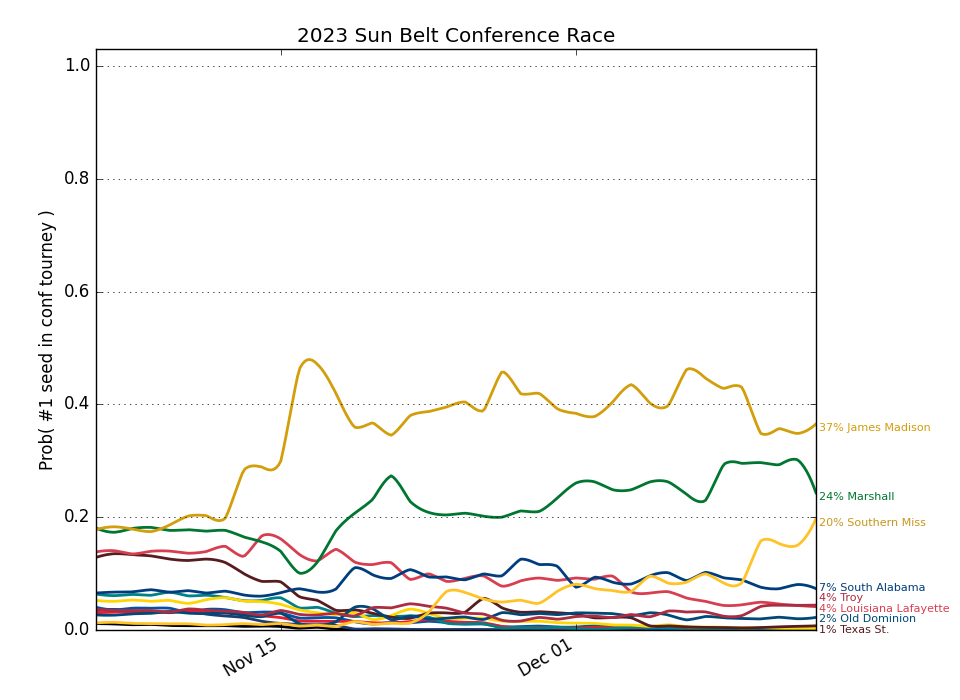 2023 Sun Belt Conference Race
Prob( #1 seed in conf tourney )
1.0
0.8
0.6
0.4
0.2
0.0
Nov 15
Dec 01
37% James Madison
24% Marshall
20% Southern Miss
7% South Alabama
4% Troy
4% Louisiana Lafayette
2% Old Dominion
1% Texas St.